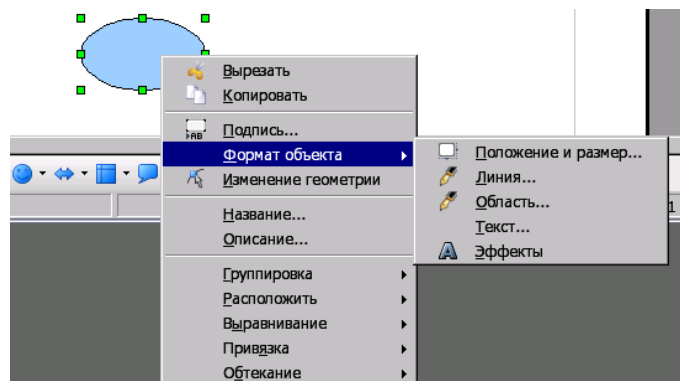 Вырезать
Копировать
Подпись...
Формат объекта
Изменение геометрии
Название...
Описание...
Группировка
Расположить
Выравнивание
Привязка
Обтекание
Положение и размер...
Линия...
Область...
Текст...
Эффекты
1